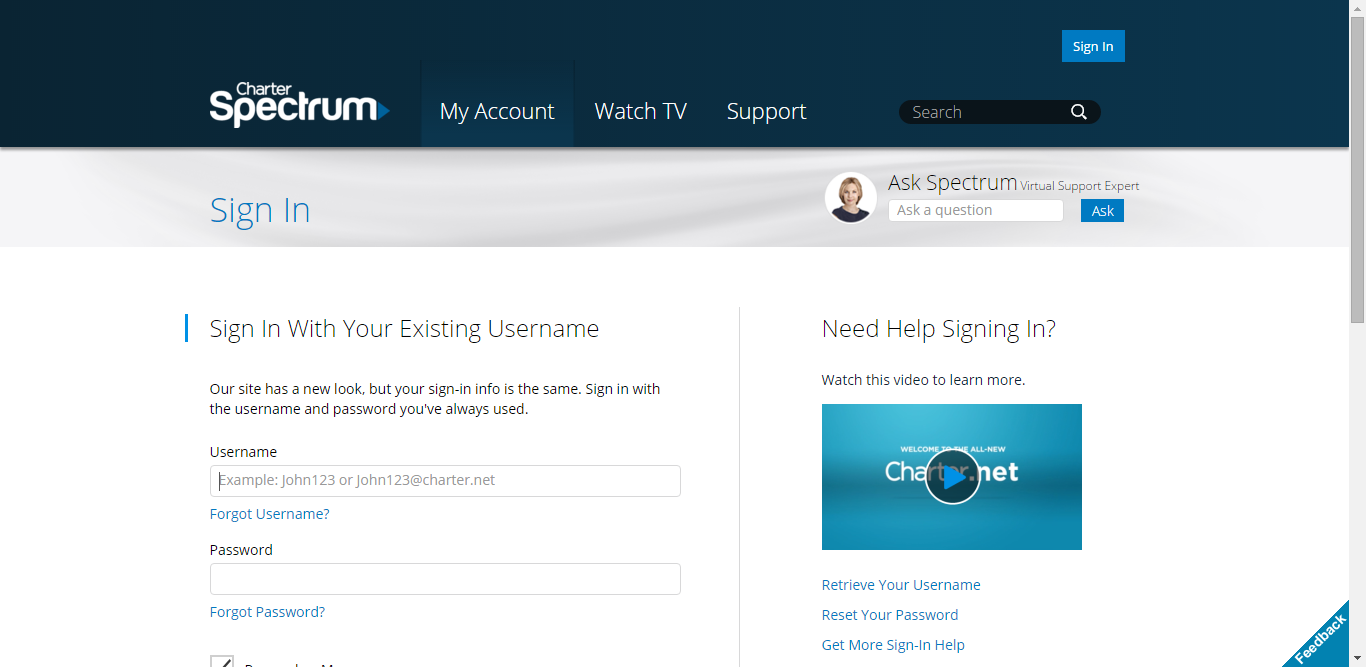 Sign In
Charter
Spectrum
My Account
Watch TV
Support
Search
Sign In
Ask Spectrum Virtual Support Expert
Ask a question
Ask
Sign In With Your Existing Username
Our site has a new look, but your sign-in info is the same. Sign in with
the username and password you've always used.
Username
Example: John123 or John123@charter.net
Forgot Username?
Password
Forgot Password?
Need Help Signing In?
Watch this video to learn more.
WELCOME TO THE ALL-NEW
Charter.net
Retrieve Your Username
Reset Your Password
Get More Sign-In Help
Feedback